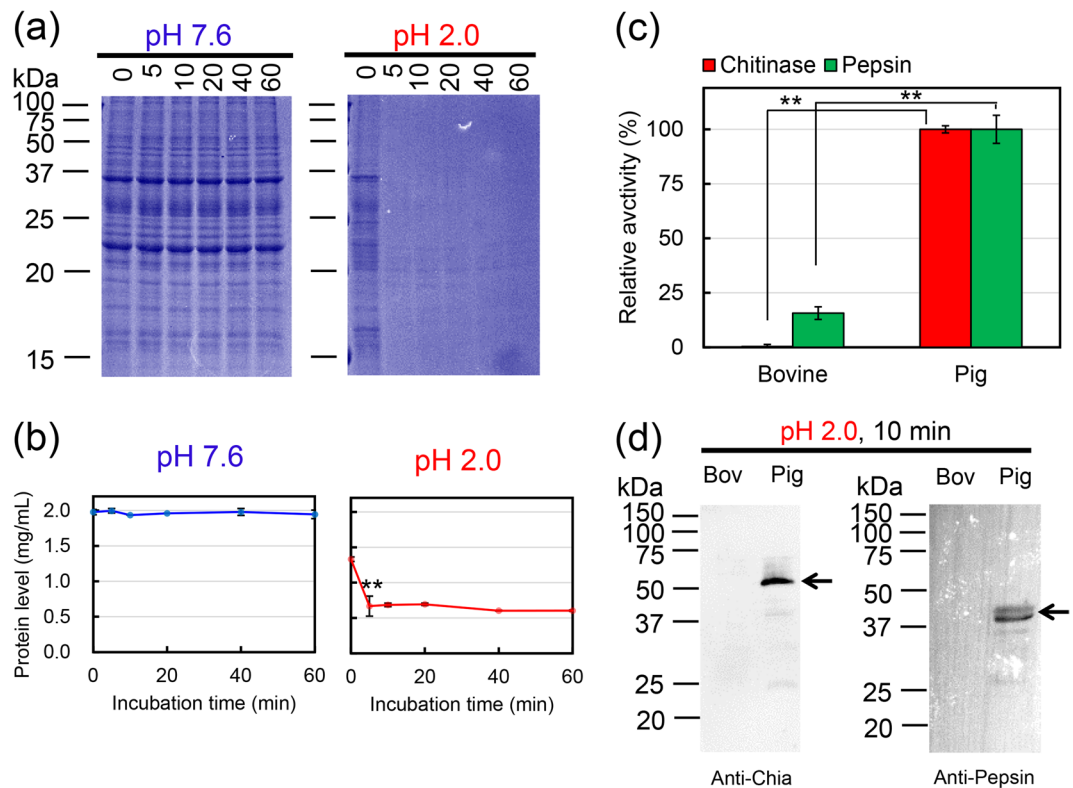 (a)
pH 7.6
pH 2.0
kDa
0 5 10 20 40 60
0 5 10 20 40 60
100
75
50
37
25
20
15
(b)
pH 7.6
pH 2.0
Protein level (mg/mL)
2.0
1.5
1.0
0.5
0.0
**
0 20 40 60
0 20 40 60
Incubation time (min)
Incubation time (min)
(c)
Chitinase Pepsin
Relative avctivity (%)
** **
100
75
50
25
0
Bovine Pig
(d)
pH 2.0, 10 min
kDa Bov Pig
150
100
75
50
37
25
20
Anti-Chia
kDa Bov Pig
150
100
75
50
37
25
20
Anti-Pepsin